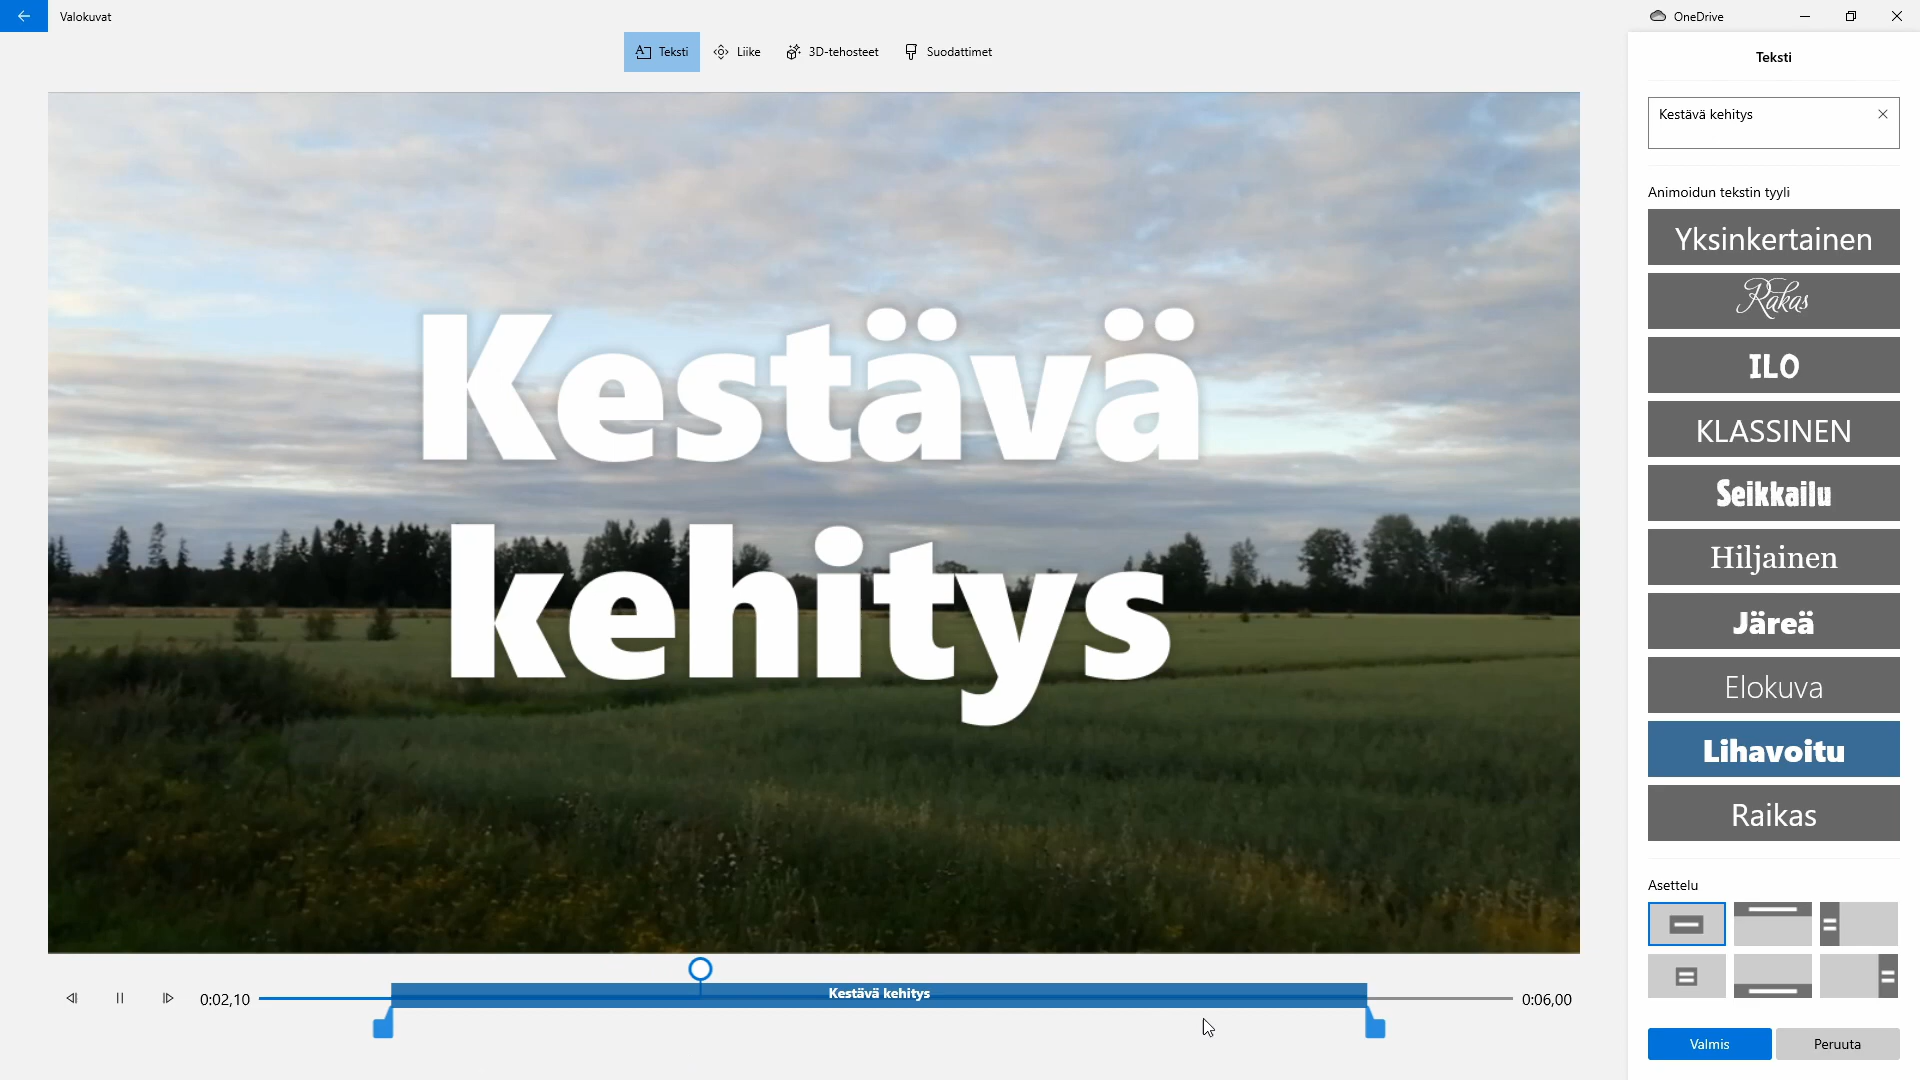 Valokuvat
OneDrive
Teksti
Liike
3D-tehosteet
Suodattimet
Kestävä
kehitys
0:02,10
Kestävä kehitys
0:06,00
Teksti
Kestävä kehitys
Animoidun tekstin tyyli
Yksinkertainen
Rakas
ILO
KLASSINEN
Seikkailu
Hiljainen
Järeä
Elokuva
Lihavoitu
Raikas
Asettelu
Valmis
Peruuta